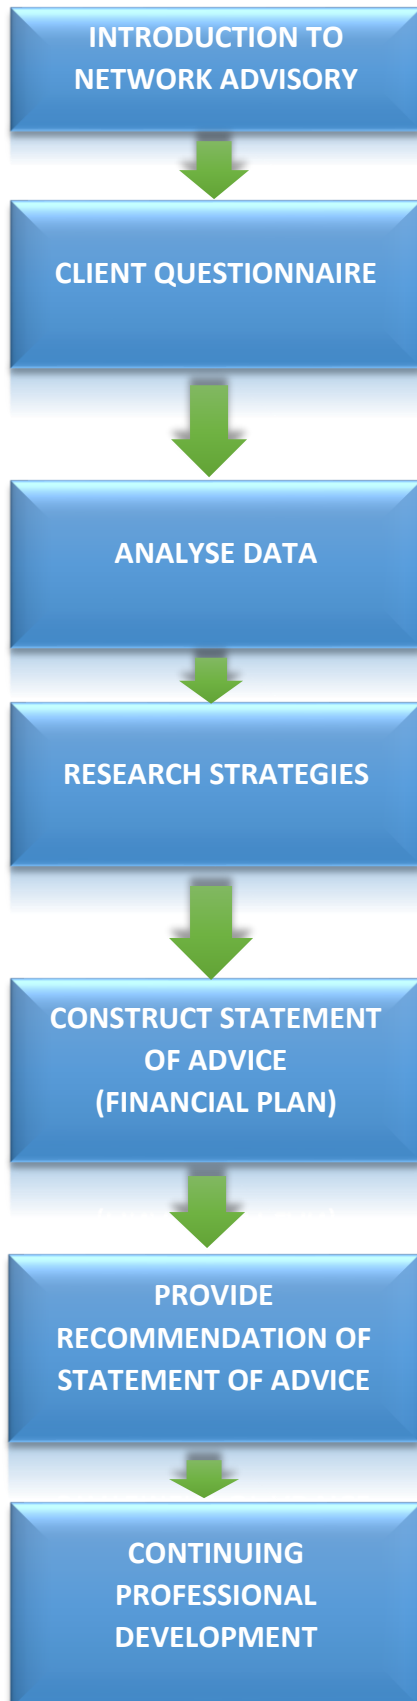 INTRODUCTION TO
NETWORK ADVISORY
CLIENT QUESTIONNAIRE
ANALYSE DATA
RESEARCH STRATEGIES
CONSTRUCT STATEMENT
OF ADVICE
(FINANCIAL PLAN)
PROVIDE
RECOMMENDATION OF
STATEMENT OF ADVICE
CONTINUING
PROFESSIONAL
DEVELOPMENT